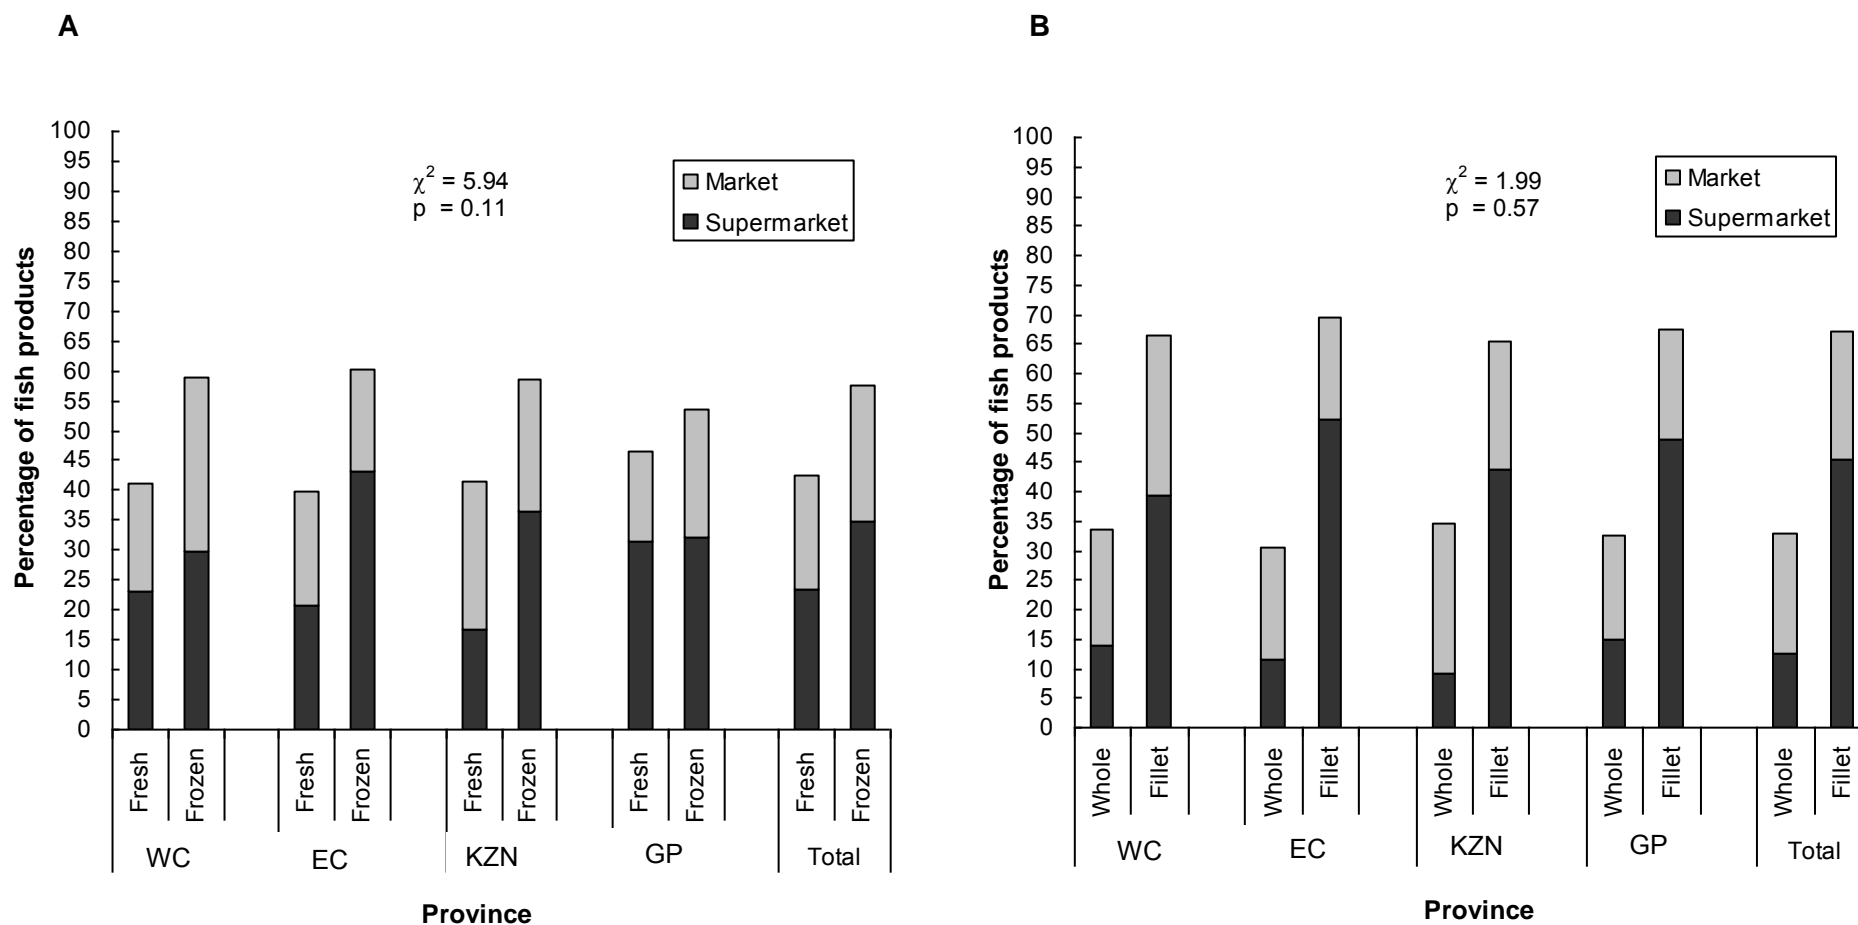 A
Percentage of fish products
100
95
90
85
80
75
70
65
60
55
50
45
40
35
30
25
20
15
10
5
0
χ² = 5.94
p = 0.11
Market
Supermarket
Fresh
Frozen
Fresh
Frozen
Fresh
Frozen
Fresh
Frozen
Fresh
Frozen
WC
EC
KZN
GP
Total
Province
B
Percentage of fish products
100
95
90
85
80
75
70
65
60
55
50
45
40
35
30
25
20
15
10
5
0
χ² = 1.99
p = 0.57
Market
Supermarket
Whole
Fillet
Whole
Fillet
Whole
Fillet
Whole
Fillet
Whole
Fillet
WC
EC
KZN
GP
Total
Province